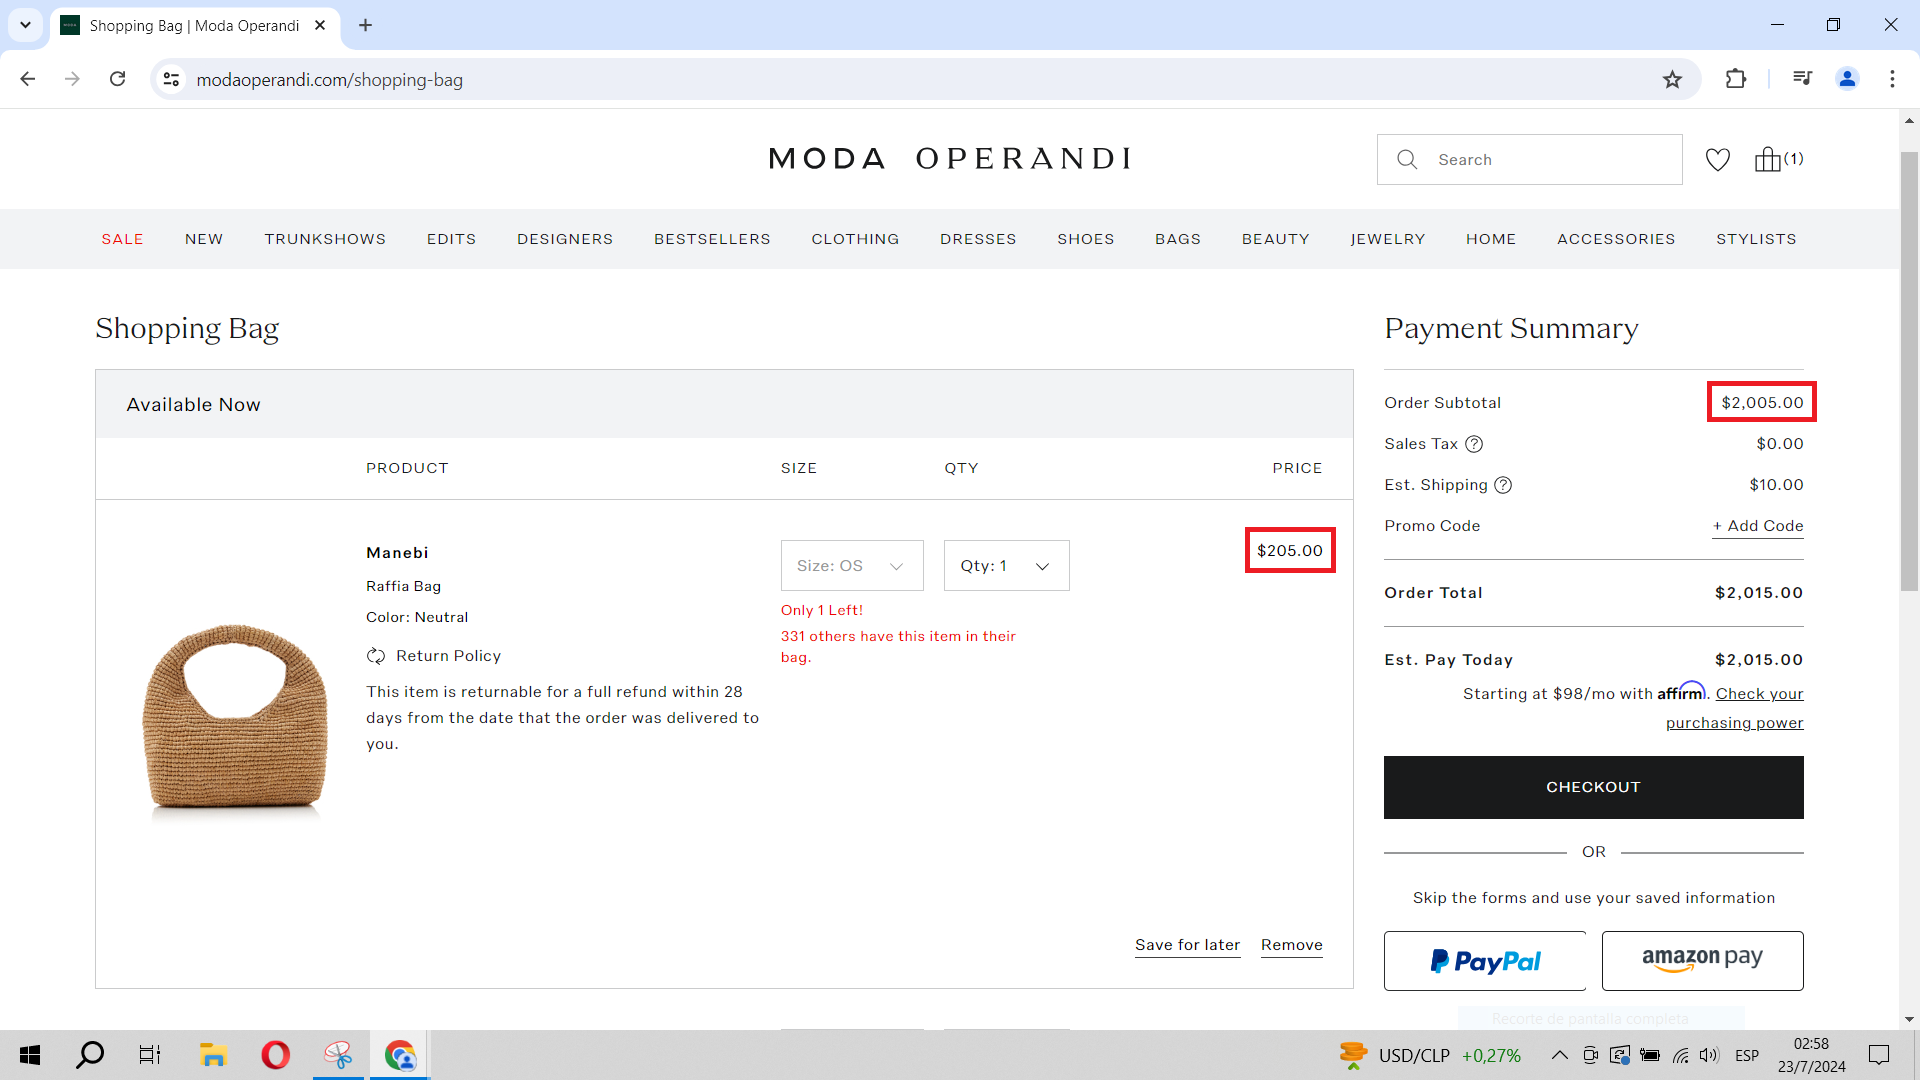 Shopping Bag | Moda Operandi
modaoperandi.com/shopping-bag
MODA OPERANDI
Search
(1)
SALE NEW TRUNKSHOWS EDITS DESIGNERS BESTSELLERS CLOTHING DRESSES SHOES BAGS BEAUTY JEWELRY HOME ACCESSORIES STYLISTS
Shopping Bag
Available Now
PRODUCT SIZE QTY PRICE
Manebi
Raffia Bag
Color: Neutral
Return Policy
This item is returnable for a full refund within 28
days from the date that the order was delivered to
you.
Size: OS
Qty: 1
$205.00
Only 1 Left!
331 others have this item in their
bag.
Save for later Remove
Payment Summary
Order Subtotal $2,005.00
Sales Tax ? $0.00
Est. Shipping ? $10.00
Promo Code + Add Code
Order Total $2,015.00
Est. Pay Today $2,015.00
Starting at $98/mo with affirm. Check your
purchasing power
CHECKOUT
OR
Skip the forms and use your saved information
PayPal
amazon pay
Recorte de pantalla completa
USD/CLP +0,27%
ESP
02:58
23/7/2024